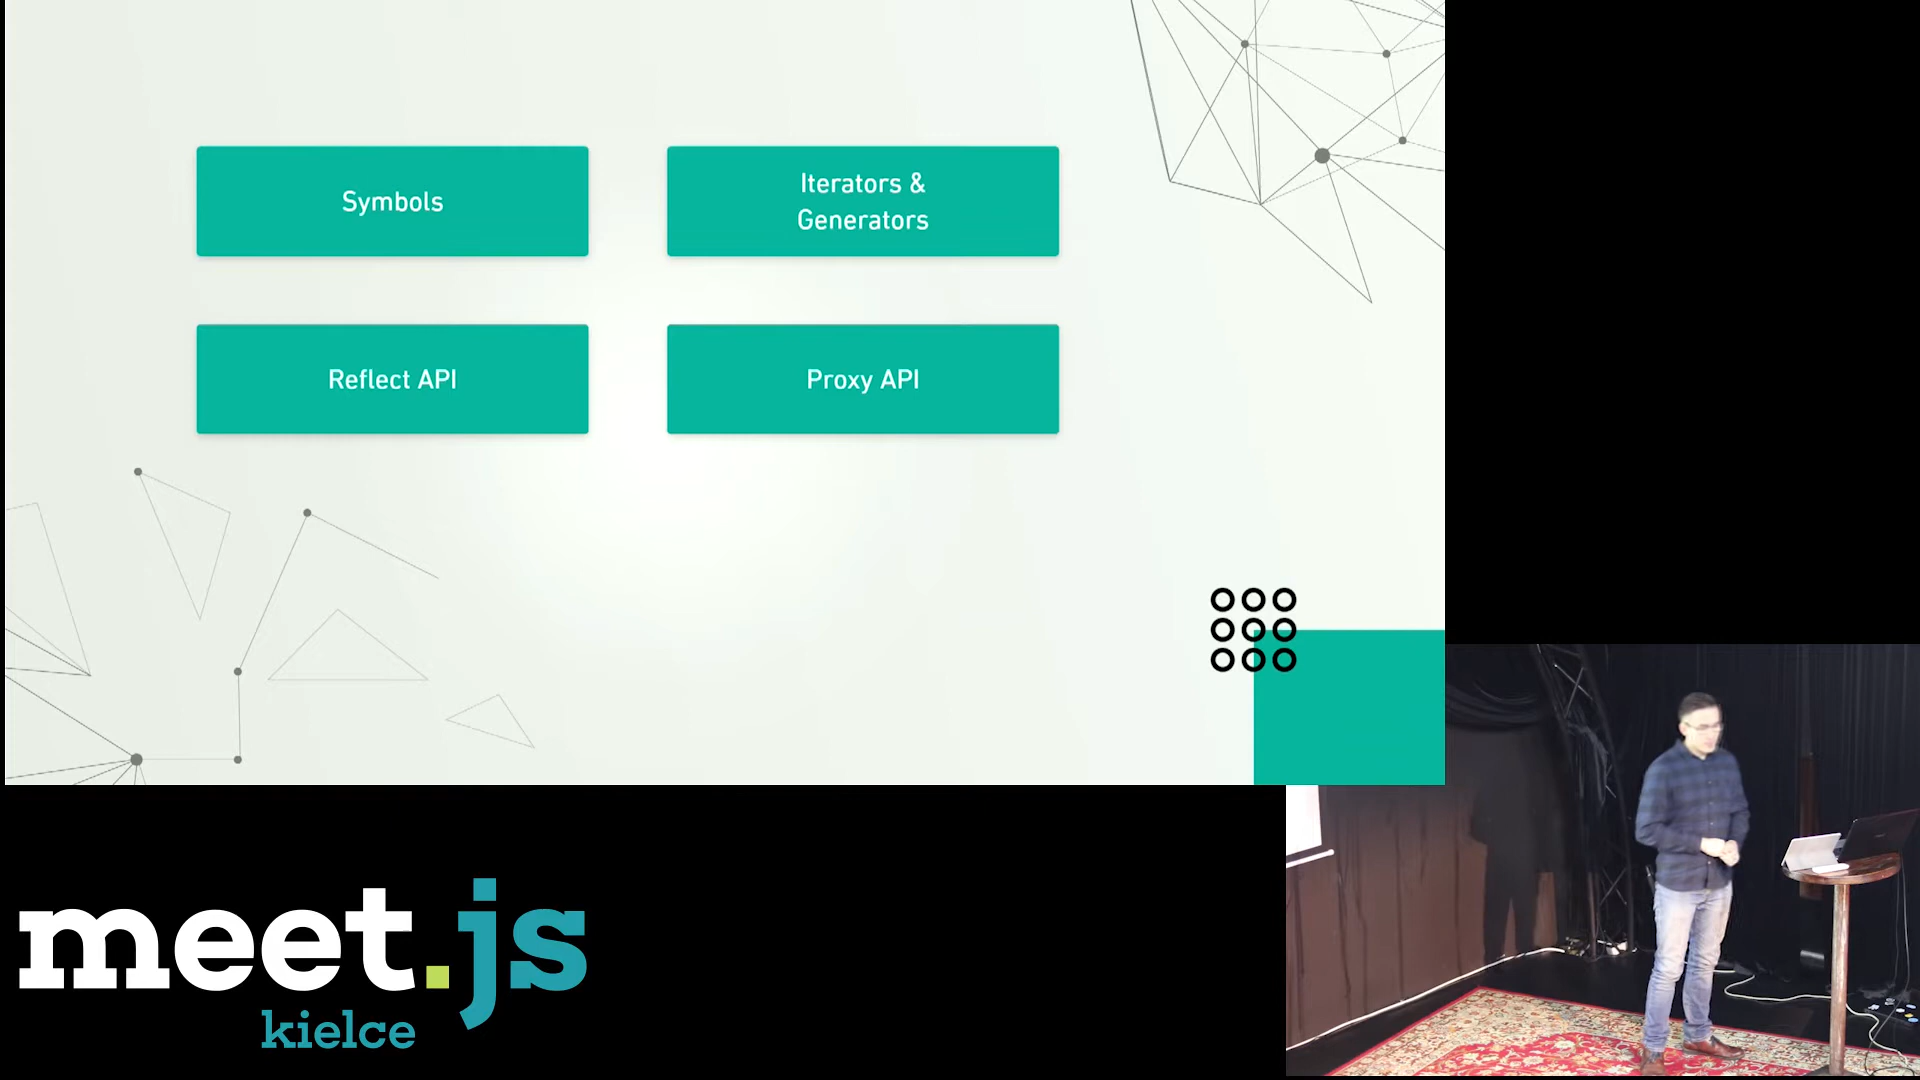 Symbols
Iterators &
Generators
Reflect API
Proxy API
meet.js
kielce